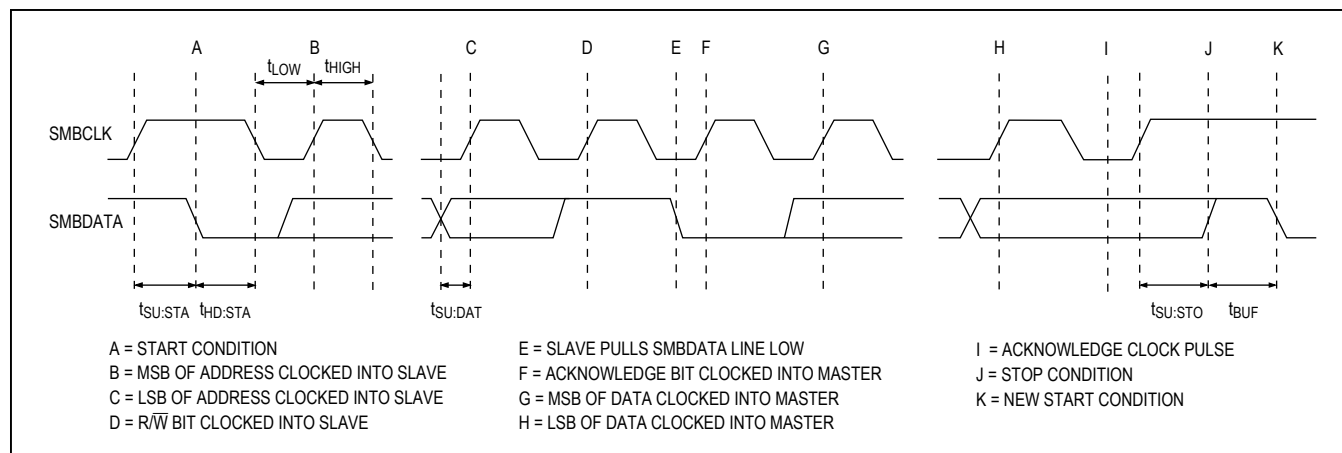 A B C D E F G H I J K
tLOW tHIGH
SMBCLK
SMBDATA
tSU:STA tHD:STA tSU:DAT tSU:STO tBUF
A = START CONDITION
B = MSB OF ADDRESS CLOCKED INTO SLAVE
C = LSB OF ADDRESS CLOCKED INTO SLAVE
D = R/W̅ BIT CLOCKED INTO SLAVE
E = SLAVE PULLS SMBDATA LINE LOW
F = ACKNOWLEDGE BIT CLOCKED INTO MASTER
G = MSB OF DATA CLOCKED INTO MASTER
H = LSB OF DATA CLOCKED INTO MASTER
I = ACKNOWLEDGE CLOCK PULSE
J = STOP CONDITION
K = NEW START CONDITION